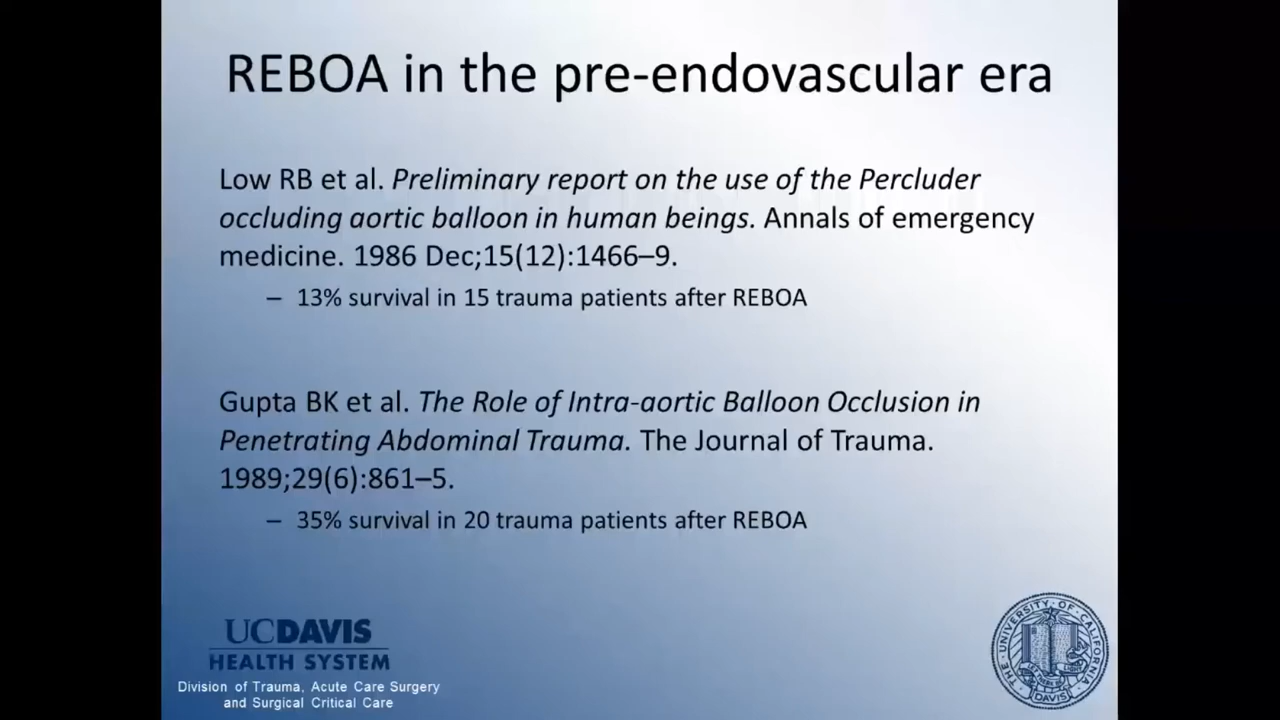 REBOA in the pre-endovascular era
Low RB et al. Preliminary report on the use of the Percluder
occluding aortic balloon in human beings. Annals of emergency
medicine. 1986 Dec;15(12):1466–9.
– 13% survival in 15 trauma patients after REBOA
Gupta BK et al. The Role of Intra-aortic Balloon Occlusion in
Penetrating Abdominal Trauma. The Journal of Trauma.
1989;29(6):861–5.
– 35% survival in 20 trauma patients after REBOA
UCDAVIS
HEALTH SYSTEM
Division of Trauma, Acute Care Surgery
and Surgical Critical Care
THE · UNIVERSITY · OF · CALIFORNIA
DAVIS